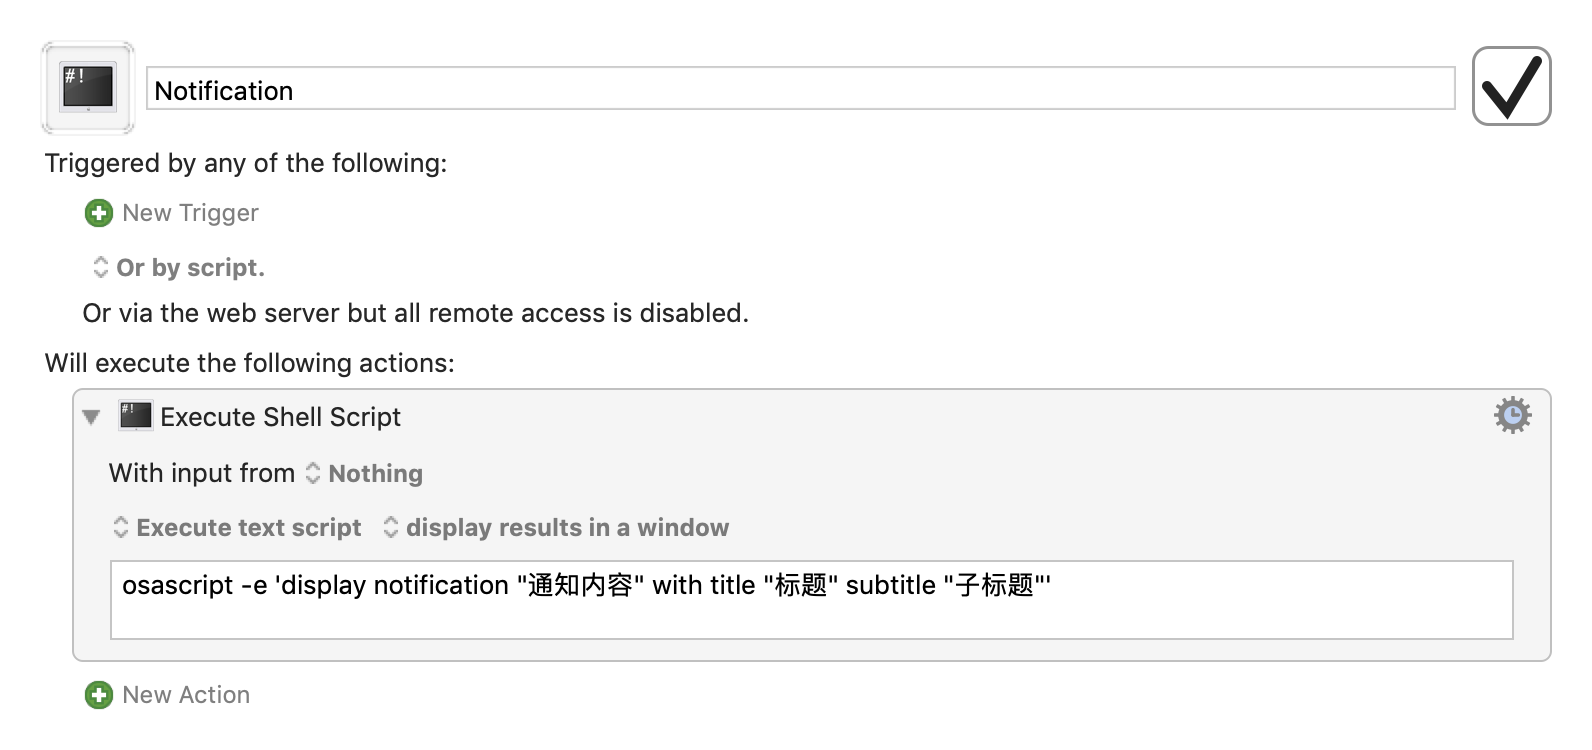 #!
Notification
Triggered by any of the following:
New Trigger
Or by script.
Or via the web server but all remote access is disabled.
Will execute the following actions:
#! Execute Shell Script
With input from Nothing
Execute text script display results in a window
osascript -e 'display notification "通知内容" with title "标题" subtitle "子标题"'
New Action